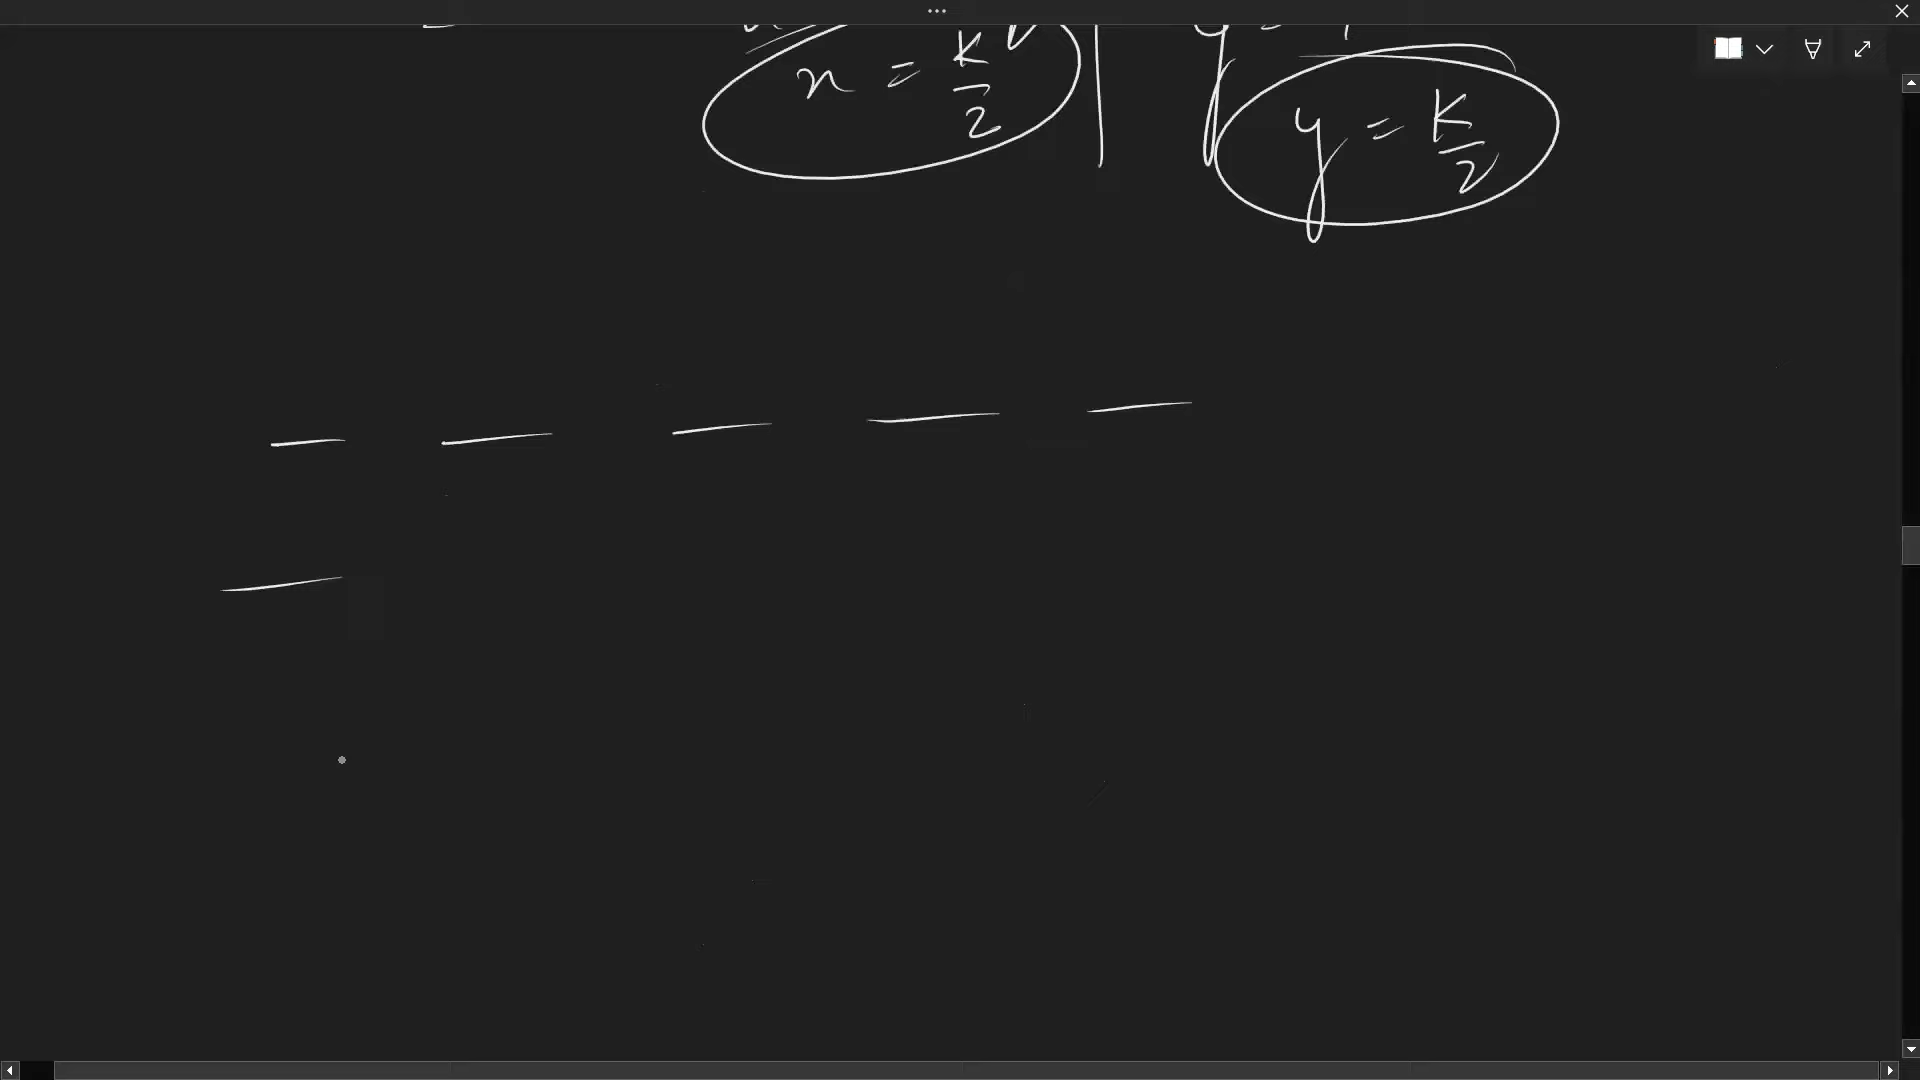 x = K/2 | y = K/2